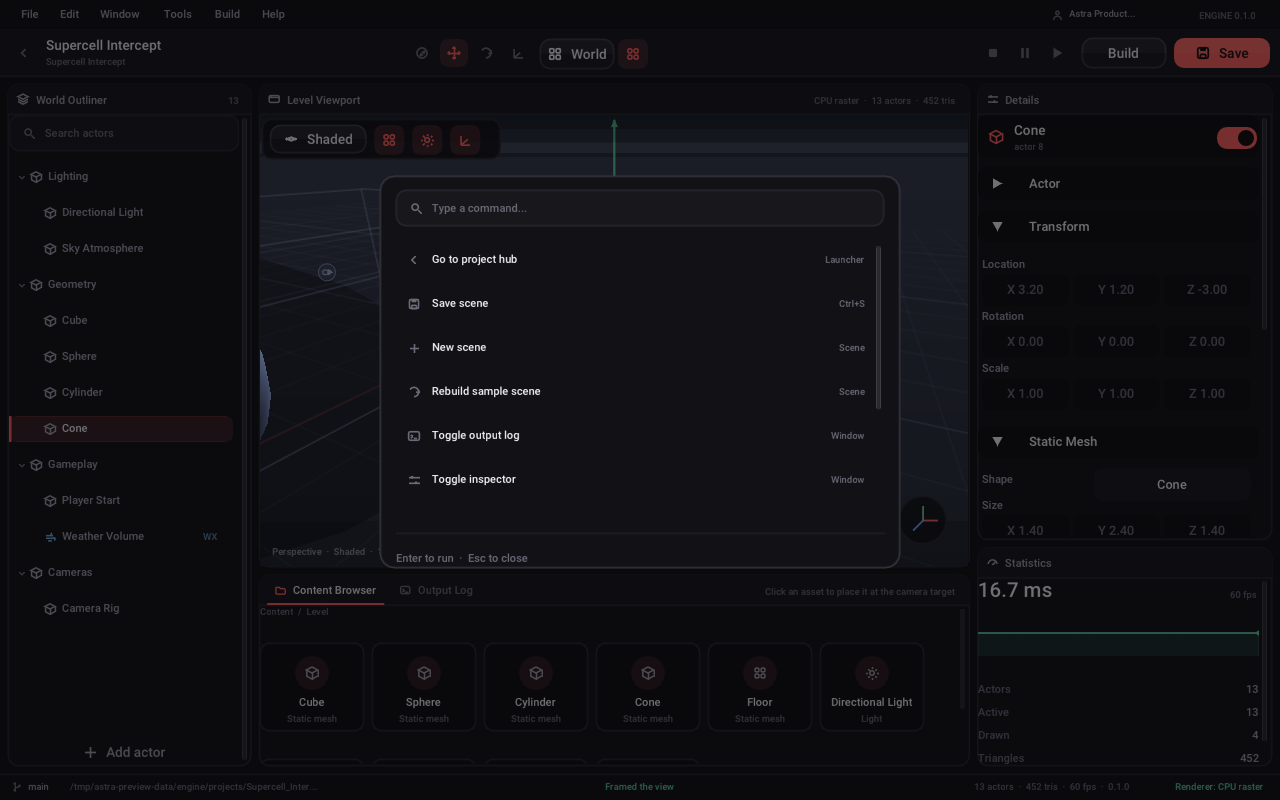 File Edit Window Tools Build Help
Astra Product...
ENGINE 0.1.0
Supercell Intercept
Supercell Intercept
World
Build
Save
World Outliner 13
Search actors
Lighting
Directional Light
Sky Atmosphere
Geometry
Cube
Sphere
Cylinder
Cone
Gameplay
Player Start
Weather Volume WX
Cameras
Camera Rig
Add actor
Level Viewport
CPU raster · 13 actors · 452 tris
Shaded
Type a command...
Go to project hub Launcher
Save scene Ctrl+S
New scene Scene
Rebuild sample scene Scene
Toggle output log Window
Toggle inspector Window
Enter to run · Esc to close
Perspective · Shaded ·
Content Browser
Output Log
Click an asset to place it at the camera target
Content / Level
Cube
Static mesh
Sphere
Static mesh
Cylinder
Static mesh
Cone
Static mesh
Floor
Static mesh
Directional Light
Light
Details
Cone
actor 8
Actor
Transform
Location
X 3.20 Y 1.20 Z -3.00
Rotation
X 0.00 Y 0.00 Z 0.00
Scale
X 1.00 Y 1.00 Z 1.00
Static Mesh
Shape Cone
Size
X 1.40 Y 2.40 Z 1.40
Statistics
16.7 ms 60 fps
Actors 13
Active 13
Drawn 4
Triangles 452
main
/tmp/astra-preview-data/engine/projects/Supercell_Inter...
Framed the view
13 actors · 452 tris · 60 fps · 0.1.0
Renderer: CPU raster